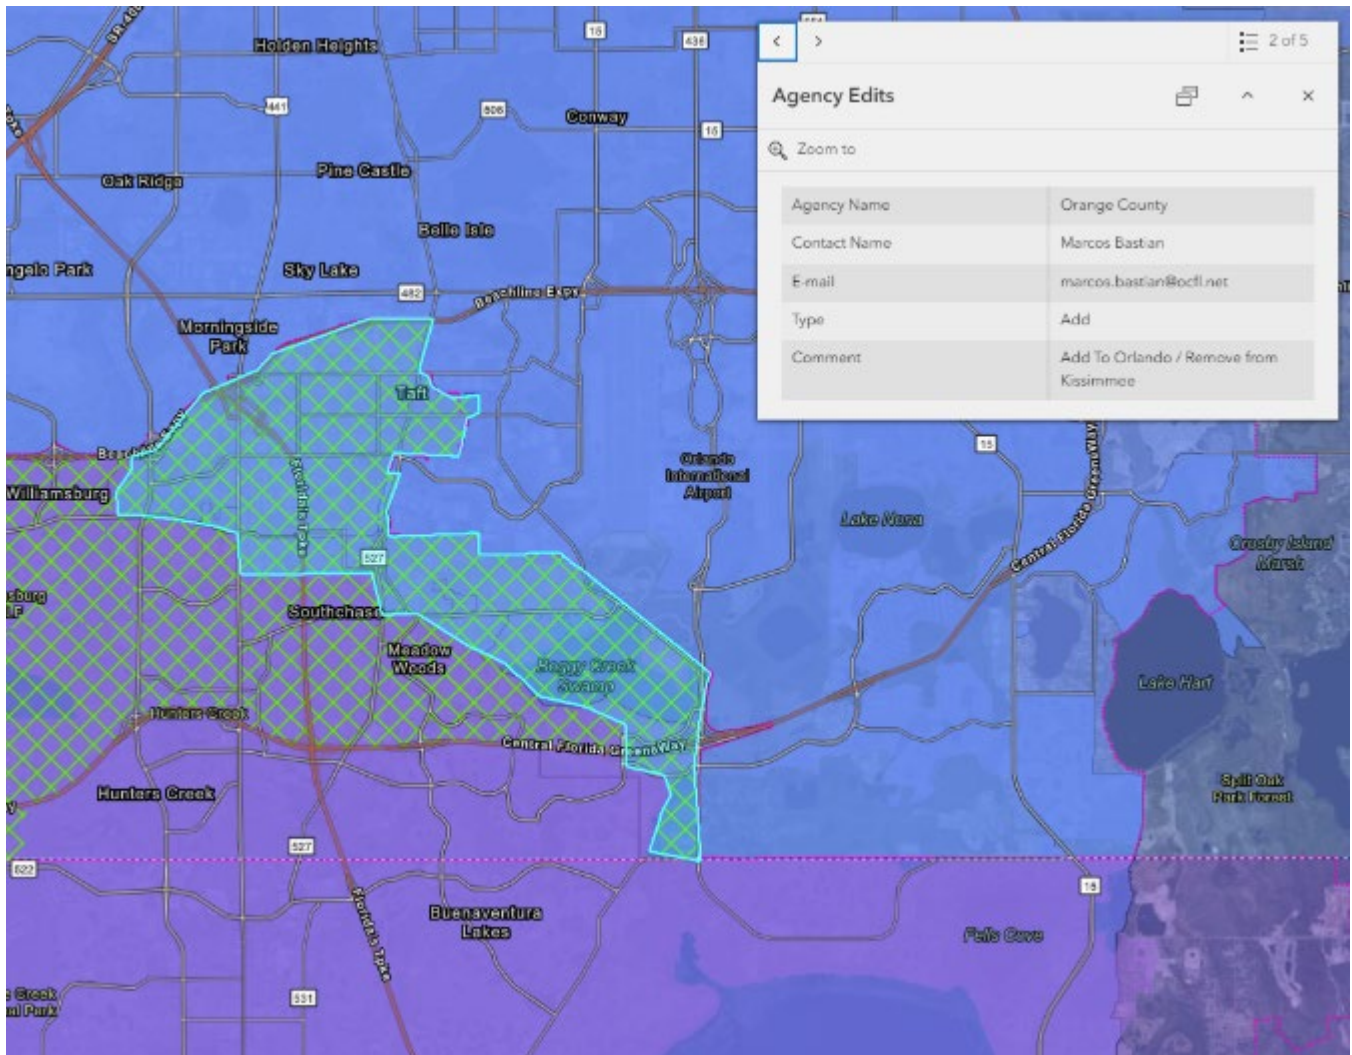 SR-408
Holden Heights
15
436
441
506
Conway
15
Oak Ridge
Pine Castle
Belle Isle
Sky Lake
482
Beachline Expy
Morningside
Park
Taft
Williamsburg
Orlando
International
Airport
Lake Nona
15
Central Florida GreeneWay
Crosby Island
Marsh
527
Southchase
Meadow
Woods
Boggy Creek
Swamp
Lake Hart
Hunters Creek
Central Florida GreeneWay
Hunters Creek
Split Oak
Park Forest
527
522
15
Florida's Tpke
Buenaventura
Lakes
Fells Cove
531
2 of 5
Agency Edits
Zoom to
Agency Name Orange County
Contact Name Marcos Bastian
E-mail marcos.bastian@ocfl.net
Type Add
Comment Add To Orlando / Remove from
Kissimmee